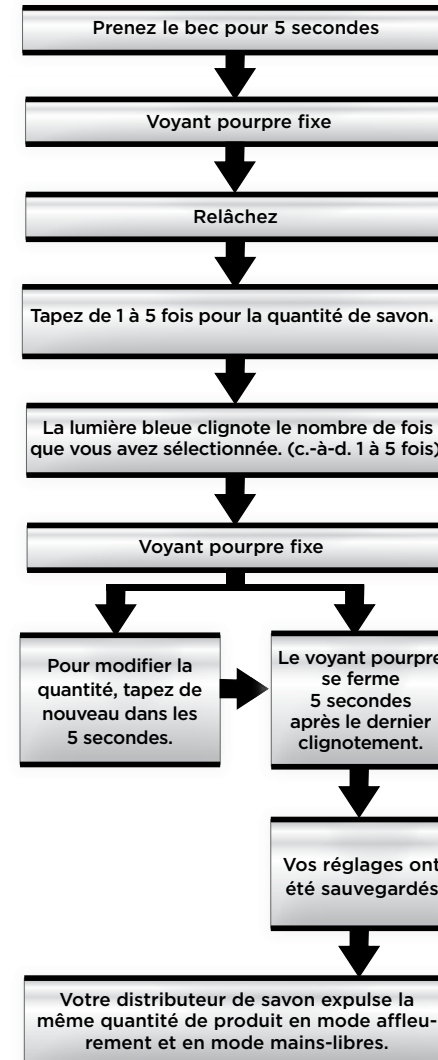 Prenez le bec pour 5 secondes
Voyant pourpre fixe
Relâchez
Tapez de 1 à 5 fois pour la quantité de savon.
La lumière bleue clignote le nombre de fois
que vous avez sélectionnée. (c.-à-d. 1 à 5 fois)
Voyant pourpre fixe
Pour modifier la
quantité, tapez de
nouveau dans les
5 secondes.
Le voyant pourpre
se ferme
5 secondes
après le dernier
clignotement.
Vos réglages ont
été sauvegardés
Votre distributeur de savon expulse la
même quantité de produit en mode affleu-
rement et en mode mains-libres.